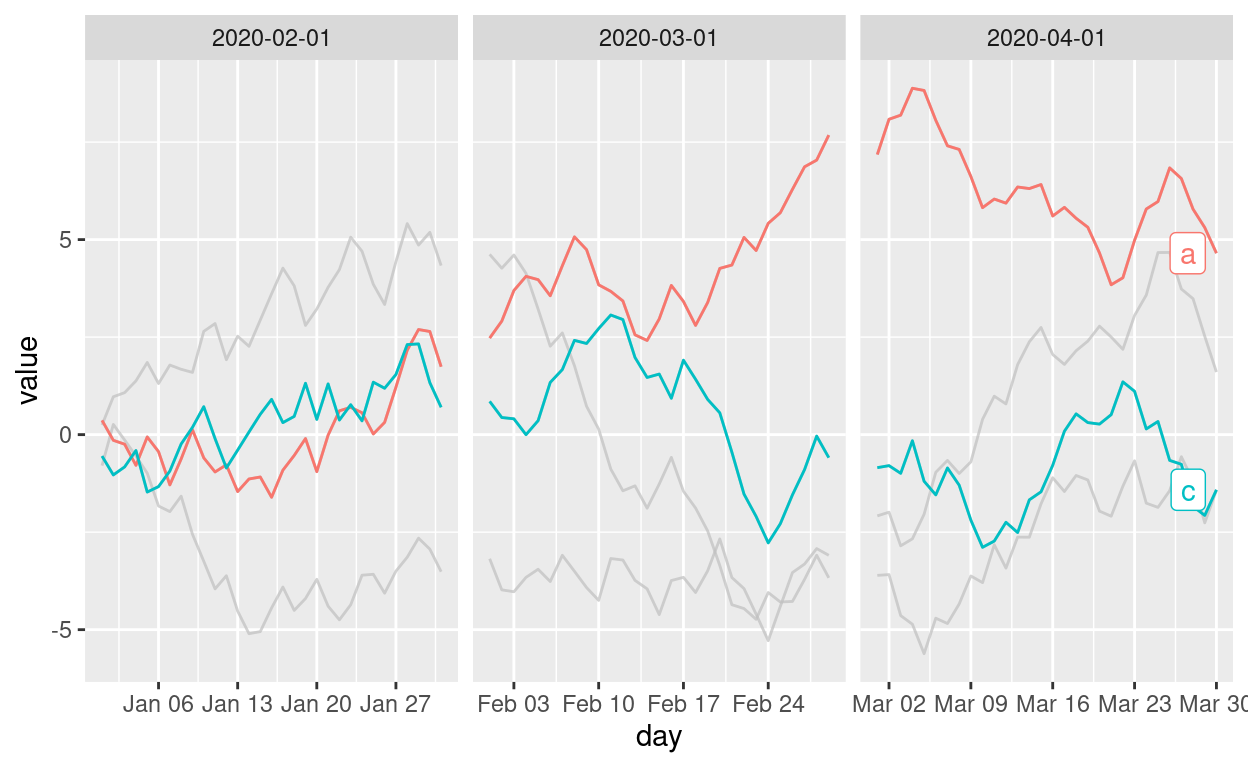 2020-02-01 2020-03-01 2020-04-01
5
a
value
0
c
-5
Jan 06 Jan 13 Jan 20 Jan 27 Feb 03 Feb 10 Feb 17 Feb 24 Mar 02 Mar 09 Mar 16 Mar 23 Mar 30
day